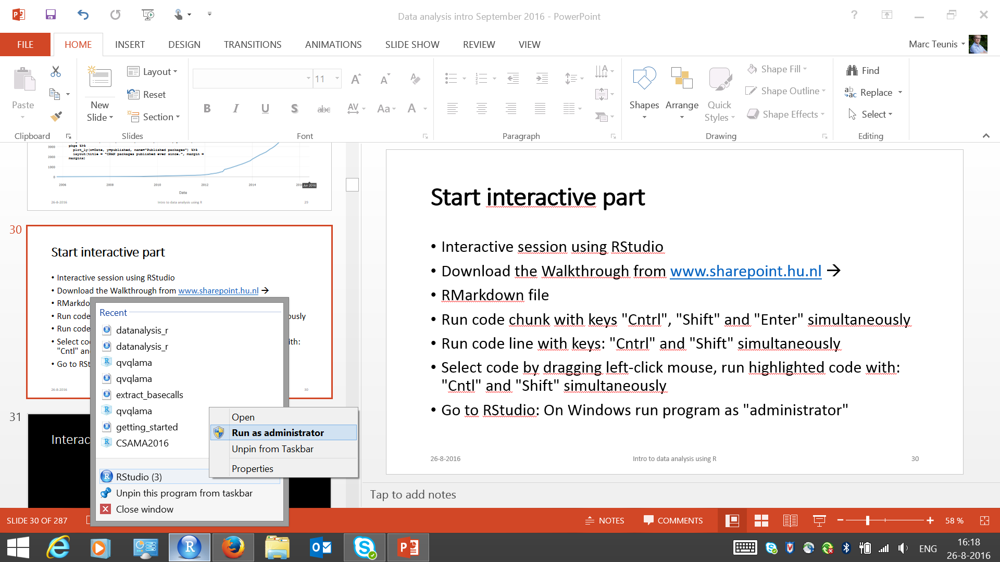 Data analysis intro September 2016 - PowerPoint
?
FILE
HOME
INSERT
DESIGN
TRANSITIONS
ANIMATIONS
SLIDE SHOW
REVIEW
VIEW
Marc Teunis
Paste
Clipboard
New
Slide
Layout
Reset
Section
Slides
11
B I U S abc AV Aa A
Font
Paragraph
Shapes
Arrange
Quick
Styles
Shape Fill
Shape Outline
Shape Effects
Drawing
Find
Replace
Select
Editing
pkgs %>%
plot_ly(x=Date, y=published, name="Published packages") %>%
layout(title = "CRAN packages published ever since.", margin =
margins)
3000
2000
1000
0
2006 2008 2010 2012 2014
Jun 2016
Date
26-8-2016 Intro to data analysis using R 29
30
Start interactive part
• Interactive session using RStudio
• Download the Walkthrough from www.sharepoint.hu.nl →
• RMarkdo
• Run code
ously
• Run code
• Select co
ith:
"Cntl" an
• Go to RSt
26-8-2016
30
31
Interac
Recent
datanalysis_r
datanalysis_r
qvqlama
qvqlama
extract_basecalls
qvqlama
getting_started
CSAMA2016
RStudio (3)
Unpin this program from taskbar
Close window
Open
Run as administrator
Unpin from Taskbar
Properties
Start interactive part
• Interactive session using RStudio
• Download the Walkthrough from www.sharepoint.hu.nl →
• RMarkdown file
• Run code chunk with keys "Cntrl", "Shift" and "Enter" simultaneously
• Run code line with keys: "Cntrl" and "Shift" simultaneously
• Select code by dragging left-click mouse, run highlighted code with:
"Cntl" and "Shift" simultaneously
• Go to RStudio: On Windows run program as "administrator"
26-8-2016 Intro to data analysis using R 30
Tap to add notes
SLIDE 30 OF 287
NOTES
COMMENTS
58 %
ENG
16:18
26-8-2016